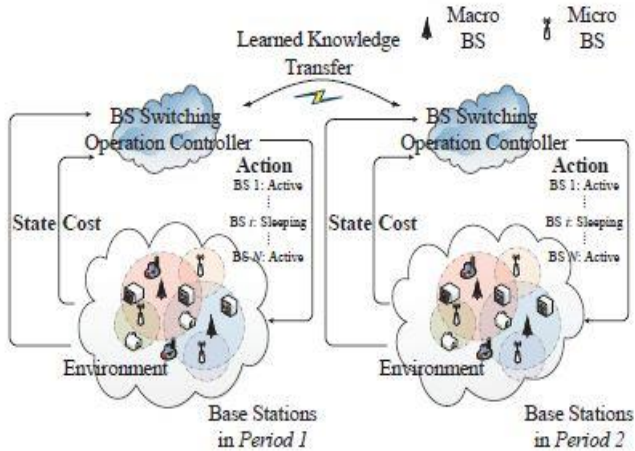 Macro
BS
Micro
BS
Learned Knowledge
Transfer
BS Switching
Operation Controller
Action
BS 1: Active
BS i: Sleeping
BS N: Active
State
Cost
Environment
Base Stations
in Period 1
BS Switching
Operation Controller
Action
BS 1: Active
BS i: Sleeping
BS N: Active
State
Cost
Environment
Base Stations
in Period 2